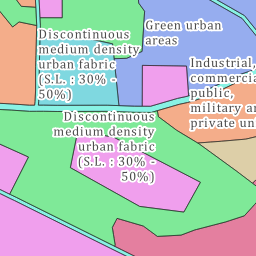 Green urban
areas
Discontinuous
medium density
urban fabric
(S.L. : 30% -
50%)
Industrial,
commercial,
public,
military and
private
Discontinuous
medium density
urban fabric
(S.L. : 30% -
50%)